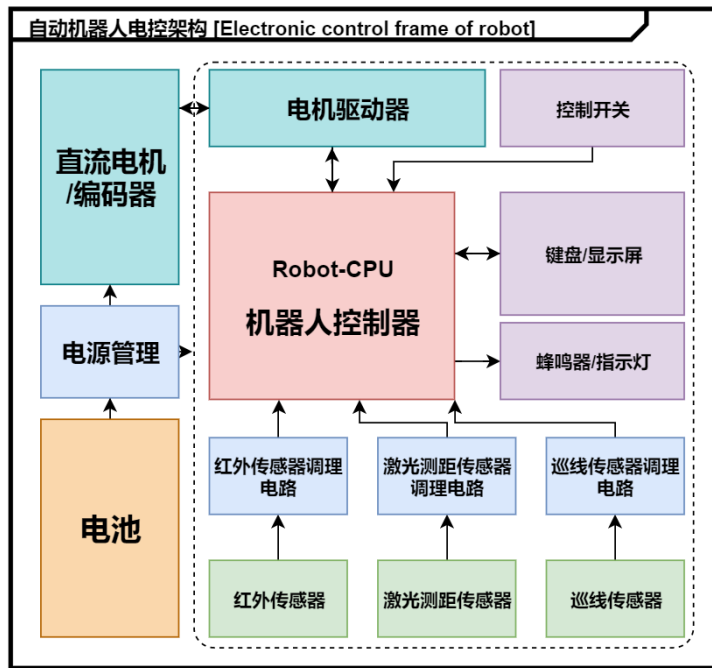 自动机器人电控架构 [Electronic control frame of robot]
直流电机
/编码器
电机驱动器
控制开关
Robot-CPU
机器人控制器
键盘/显示屏
电源管理
蜂鸣器/指示灯
电池
红外传感器调理
电路
激光测距传感器
调理电路
巡线传感器调理
电路
红外传感器
激光测距传感器
巡线传感器